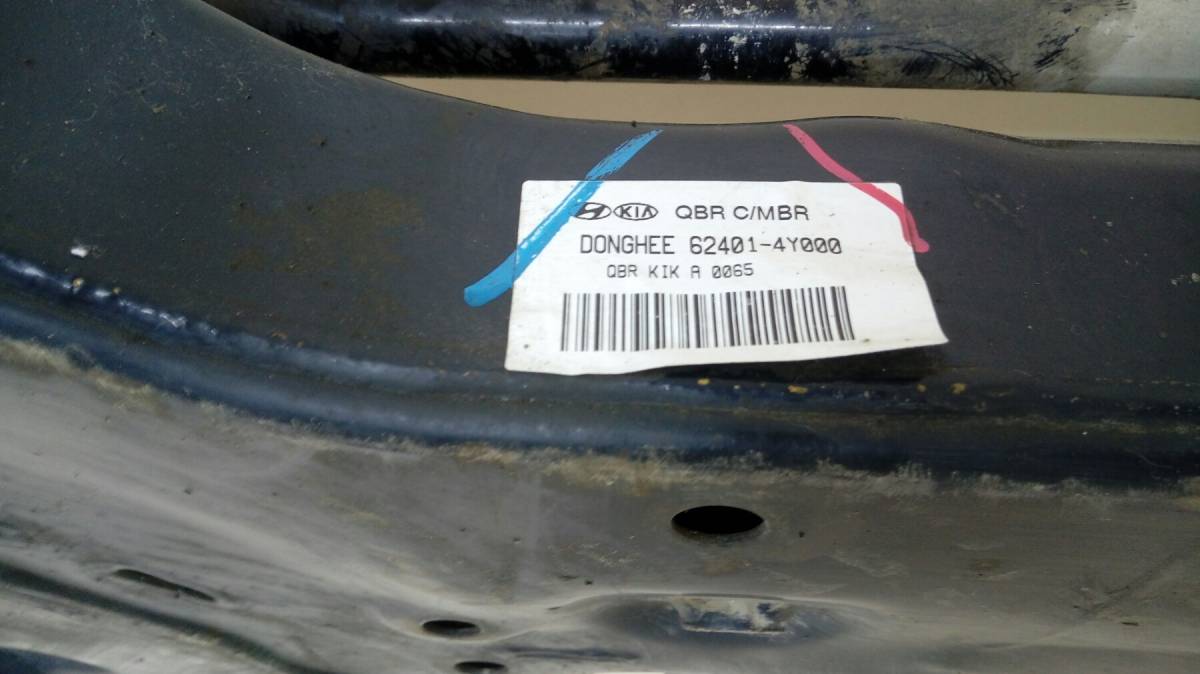 KIA QBR C/MBR
DONGHEE 62401-4Y000
QBR KIK A 0065